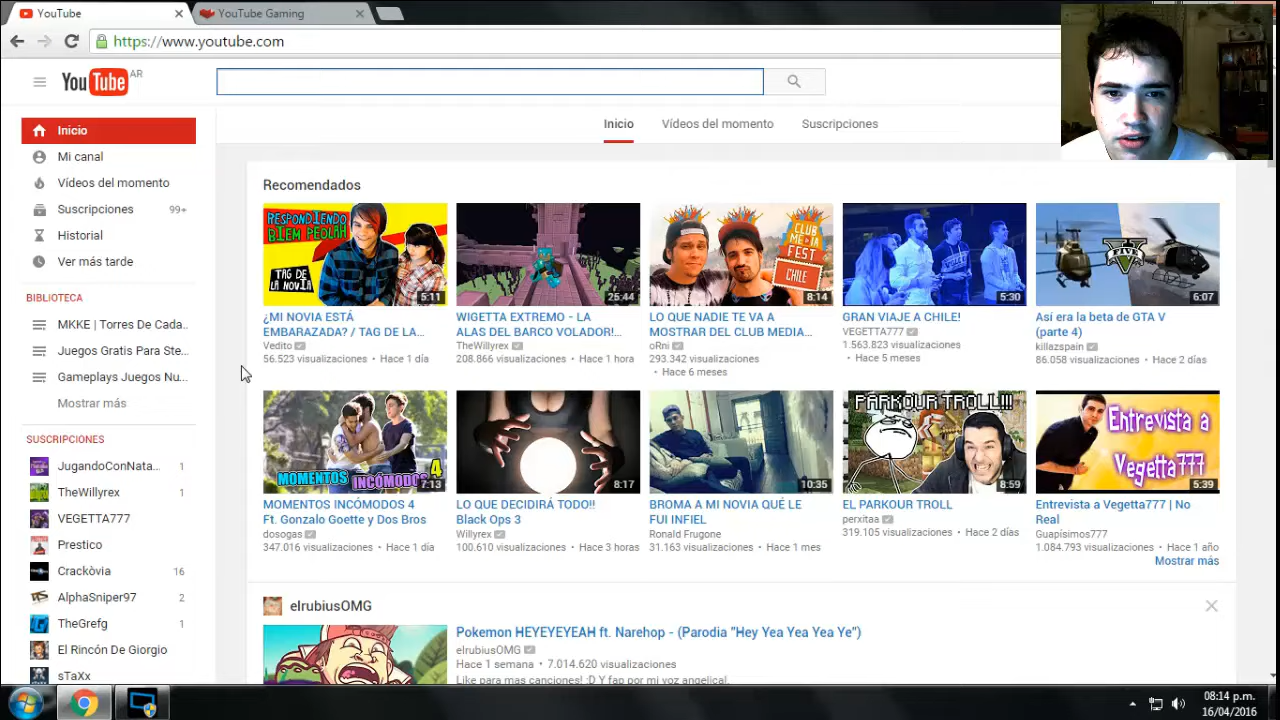 YouTube
YouTube Gaming
https://www.youtube.com
YouTube AR
Inicio
Mi canal
Vídeos del momento
Suscripciones 99+
Historial
Ver más tarde
BIBLIOTECA
MKKE | Torres De Cada...
Juegos Gratis Para Ste...
Gameplays Juegos Nu...
Mostrar más
SUSCRIPCIONES
JugandoConNata... 1
TheWillyrex 1
VEGETTA777
Prestico
Crackòvia 16
AlphaSniper97 2
TheGrefg 1
El Rincón De Giorgio
sTaXx
Inicio Vídeos del momento Suscripciones
Recomendados
RESPONDIENDO
BIEN PEOLAH
TAG DE
LA NOVIA
5:11
¿MI NOVIA ESTÁ
EMBARAZADA? / TAG DE LA...
Vedito
56.523 visualizaciones • Hace 1 día
25:44
WIGETTA EXTREMO - LA
ALAS DEL BARCO VOLADOR!...
TheWillyrex
208.866 visualizaciones • Hace 1 hora
CLUB
MEDIA
FEST
CHILE
8:14
LO QUE NADIE TE VA A
MOSTRAR DEL CLUB MEDIA...
oRni
293.342 visualizaciones
• Hace 6 meses
5:30
GRAN VIAJE A CHILE!
VEGETTA777
1.563.823 visualizaciones
• Hace 5 meses
V
6:07
Así era la beta de GTA V
(parte 4)
killazspain
86.058 visualizaciones • Hace 2 días
MOMENTOS INCÓMODOS 4
7:13
MOMENTOS INCÓMODOS 4
Ft. Gonzalo Goette y Dos Bros
dosogas
347.016 visualizaciones • Hace 1 día
8:17
LO QUE DECIDIRÁ TODO!!
Black Ops 3
Willyrex
100.610 visualizaciones • Hace 3 horas
10:35
BROMA A MI NOVIA QUÉ LE
FUI INFIEL
Ronald Frugone
31.163 visualizaciones • Hace 1 mes
PARKOUR TROLL!!!
8:59
EL PARKOUR TROLL
perxitaa
319.105 visualizaciones • Hace 2 días
Entrevista a
Vegetta777
5:39
Entrevista a Vegetta777 | No
Real
Guapísimos777
1.084.793 visualizaciones • Hace 1 año
Mostrar más
elrubiusOMG
Pokemon HEYEYEYEAH ft. Narehop - (Parodia "Hey Yea Yea Yea Ye")
elrubiusOMG
Hace 1 semana • 7.014.620 visualizaciones
Like para mas canciones! :D Y fap por mi voz angelical.
08:14 p.m.
16/04/2016